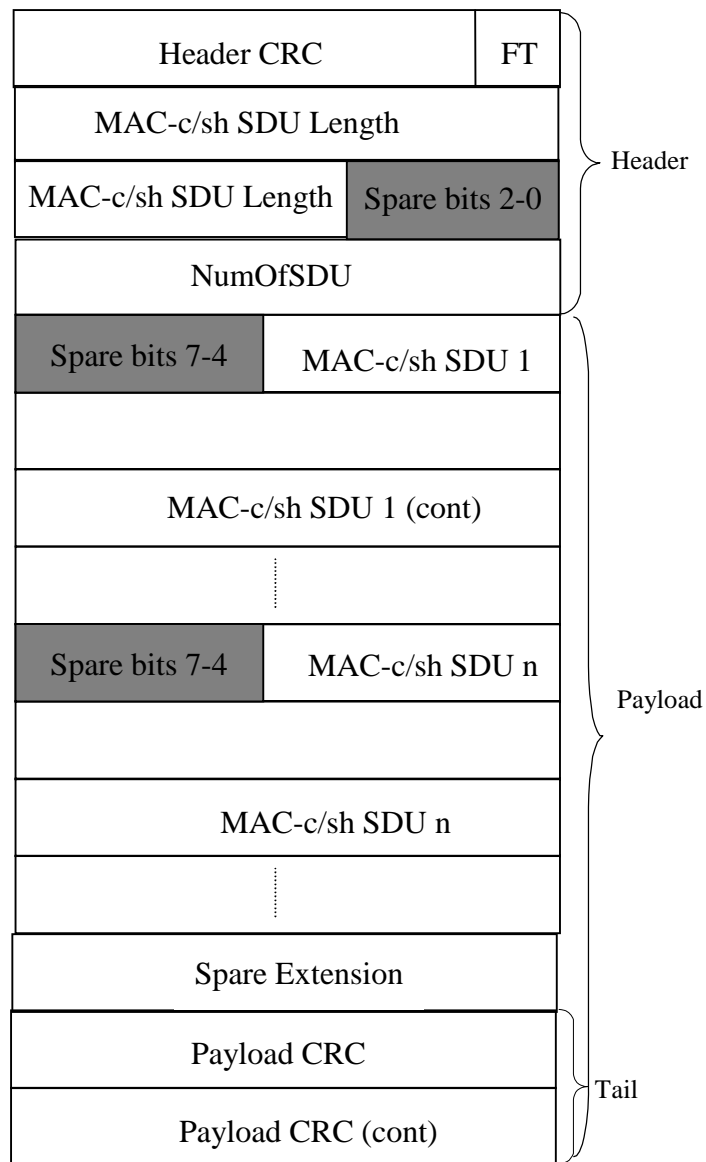 Header CRC FT
MAC-c/sh SDU Length
MAC-c/sh SDU Length Spare bits 2-0
Header
NumOfSDU
Spare bits 7-4 MAC-c/sh SDU 1
MAC-c/sh SDU 1 (cont)
Spare bits 7-4 MAC-c/sh SDU n
Payload
MAC-c/sh SDU n
Spare Extension
Payload CRC
Tail
Payload CRC (cont)